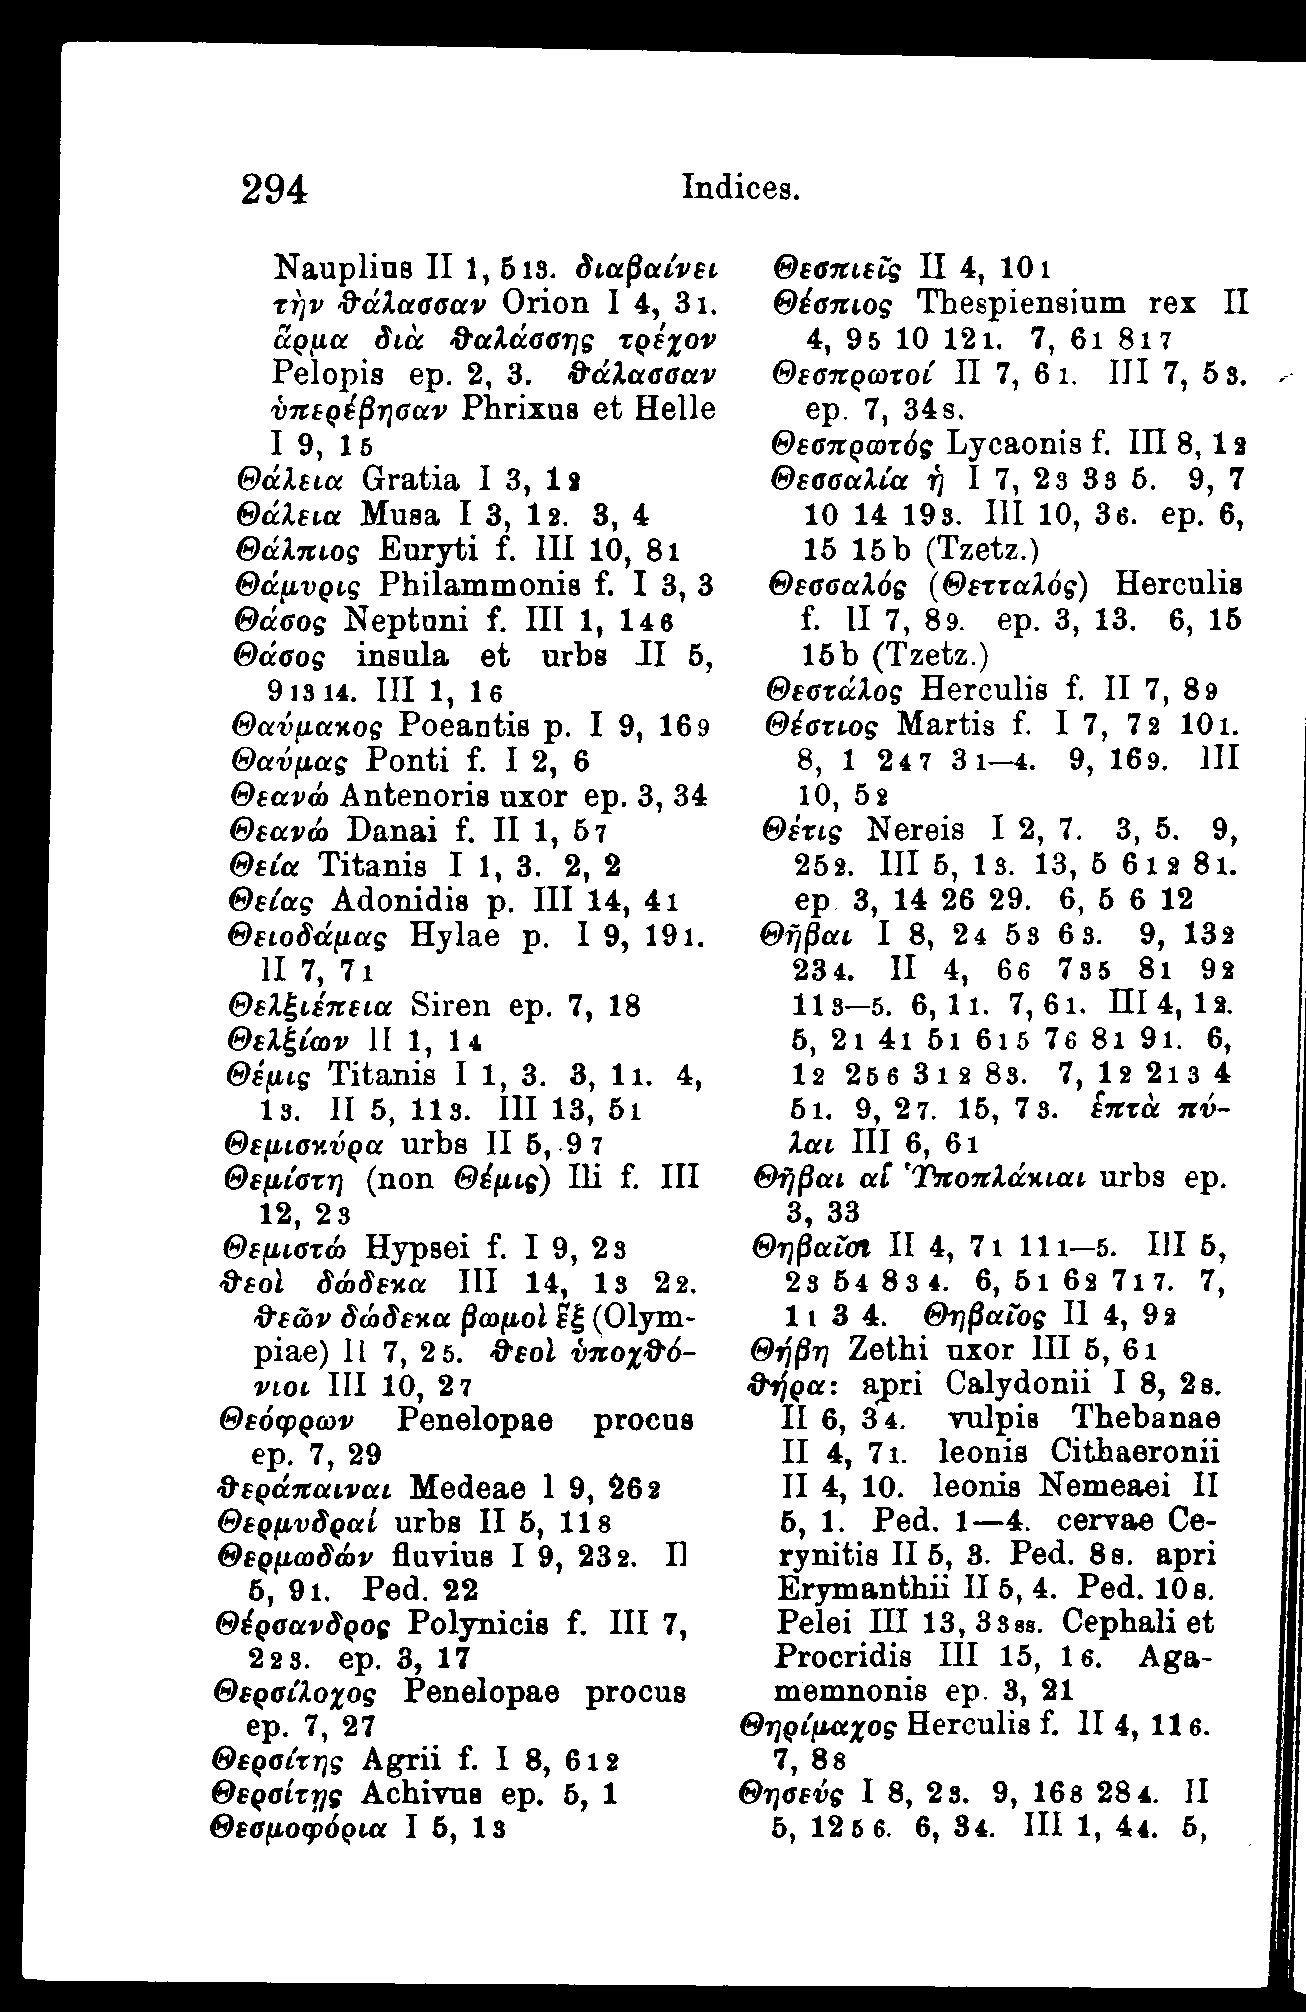 294
Indices.
Nauplius II 1, 5 13. διαβαίνει
τὴν θάλασσαν Orion I 4, 3 1.
ἅρμα διὰ θαλάσσης τρέχον
Pelopis ep. 2, 3. θάλασσαν
ὑπερέβησαν Phrixus et Helle
I 9, 1 5
Θάλεια Gratia I 3, 1 2
Θάλεια Musa I 3, 1 2. 3, 4
Θάλπιος Euryti f. III 10, 8 1
Θάμυρις Philammonis f. I 3, 3
Θάσος Neptuni f. III 1, 1 4 6
Θάσος insula et urbs II 5,
9 13 14. III 1, 1 6
Θαύμακος Poeantis p. I 9, 16 9
Θαύμας Ponti f. I 2, 6
Θεανώ Antenoris uxor ep. 3, 34
Θεανώ Danai f. II 1, 5 7
Θεία Titanis I 1, 3. 2, 2
Θείας Adonidis p. III 14, 4 1
Θειοδάμας Hylae p. I 9, 19 1.
II 7, 7 1
Θελξιέπεια Siren ep. 7, 18
Θελξίων II 1, 1 4
Θέμις Titanis I 1, 3. 3, 1 1. 4,
1 3. II 5, 11 3. III 13, 5 1
Θεμισκύρα urbs II 5, 9 7
Θεμίστη (non Θέμις) Ili f. III
12, 2 3
Θεμιστώ Hypsei f. I 9, 2 3
θεοὶ δώδεκα III 14, 1 3 2 2.
θεῶν δώδεκα βωμοὶ ἕξ (Olym-
piae) II 7, 2 5. θεοὶ ὑποχθό-
νιοι III 10, 2 7
Θεόφρων Penelopae procus
ep. 7, 29
θεράπαιναι Medeae I 9, 26 2
Θερμυδραί urbs II 5, 11 8
Θερμώδων fluvius I 9, 23 2. II
5, 9 1. Ped. 22
Θέρσανδρος Polynicis f. III 7,
2 2 3. ep. 3, 17
Θερσίλοχος Penelopae procus
ep. 7, 27
Θερσίτης Agrii f. I 8, 6 1 2
Θερσίτης Achivus ep. 5, 1
Θεσμοφόρια I 5, 1 3
Θεσπιεῖς II 4, 10 1
Θέσπιος Thespiensium rex II
4, 9 5 10 12 1. 7, 6 1 8 1 7
Θεσπρωτοί II 7, 6 1. III 7, 5 3.
ep. 7, 34 s.
Θεσπρωτός Lycaonis f. III 8, 1 2
Θεσσαλία ἡ I 7, 2 3 3 3 5. 9, 7
10 14 19 3. III 10, 3 6. ep. 6,
15 15b (Tzetz.)
Θεσσαλός (Θετταλός) Herculis
f. II 7, 8 9. ep. 3, 13. 6, 15
15b (Tzetz.)
Θεστάλος Herculis f. II 7, 8 9
Θέστιος Martis f. I 7, 7 2 10 1.
8, 1 2 4 7 3 1—4. 9, 16 9. III
10, 5 2
Θέτις Nereis I 2, 7. 3, 5. 9,
25 2. III 5, 1 3. 13, 5 6 1 2 8 1.
ep. 3, 14 26 29. 6, 5 6 12
Θῆβαι I 8, 2 4 5 3 6 3. 9, 13 2
23 4. II 4, 6 6 7 3 5 8 1 9 2
11 3—5. 6, 1 1. 7, 6 1. III 4, 1 2.
5, 2 1 4 1 5 1 6 1 5 7 6 8 1 9 1. 6,
1 2 2 5 6 3 1 2 8 3. 7, 1 2 2 1 3 4
5 1. 9, 2 7. 15, 7 3. ἑπτὰ πύ-
λαι III 6, 6 1
Θῆβαι αἱ Ὑποπλάκιαι urbs ep.
3, 33
Θηβαῖοι II 4, 7 1 11 1—5. III 5,
2 3 5 4 8 3 4. 6, 5 1 6 2 7 1 7. 7,
1 1 3 4. Θηβαῖος II 4, 9 2
Θήβη Zethi uxor III 5, 6 1
θήρα: apri Calydonii I 8, 2 s.
II 6, 3 4. vulpis Thebanae
II 4, 7 1. leonis Cithaeronii
II 4, 10. leonis Nemeaei II
5, 1. Ped. 1—4. cervae Ce-
rynitis II 5, 3. Ped. 8 s. apri
Erymanthii II 5, 4. Ped. 10 s.
Pelei III 13, 3 3 ss. Cephali et
Procridis III 15, 1 6. Aga-
memnonis ep. 3, 21
Θηρίμαχος Herculis f. II 4, 11 6.
7, 8 8
Θησεύς I 8, 2 3. 9, 16 8 28 4. II
5, 12 5 6. 6, 3 4. III 1, 4 4. 5,